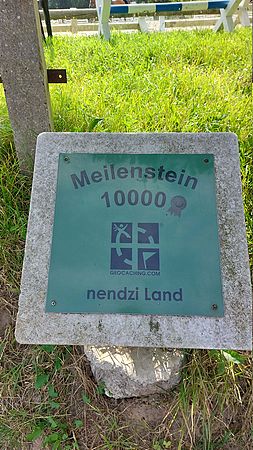 Meilenstein
10000
GEOCACHING.COM
nendzi Land